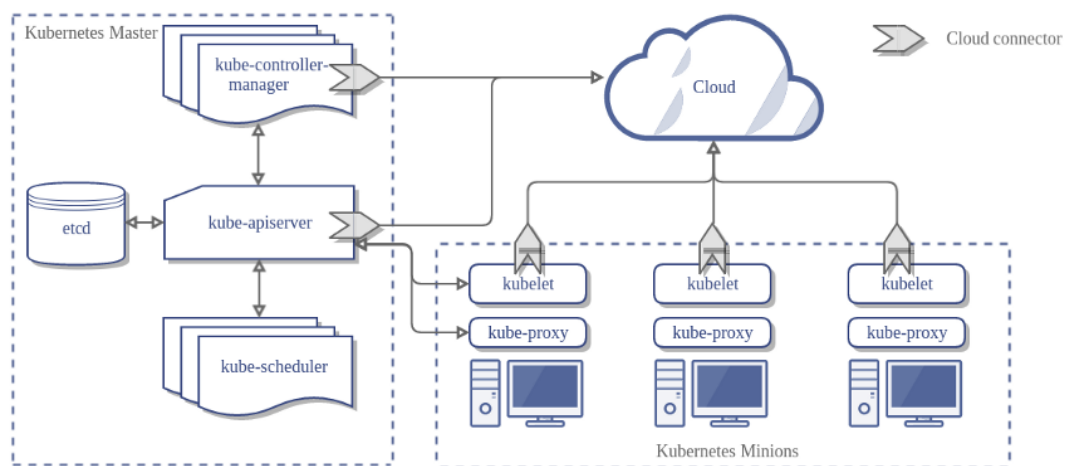 Kubernetes Master
kube-controller-
manager
Cloud
Cloud connector
etcd
kube-apiserver
kube-scheduler
kubelet
kubelet
kubelet
kube-proxy
kube-proxy
kube-proxy
Kubernetes Minions